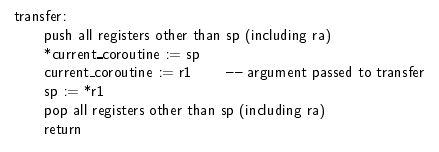 transfer:
push all registers other than sp (including ra)
*current_coroutine := sp
current_coroutine := r1 –– argument passed to transfer
sp := *r1
pop all registers other than sp (including ra)
return